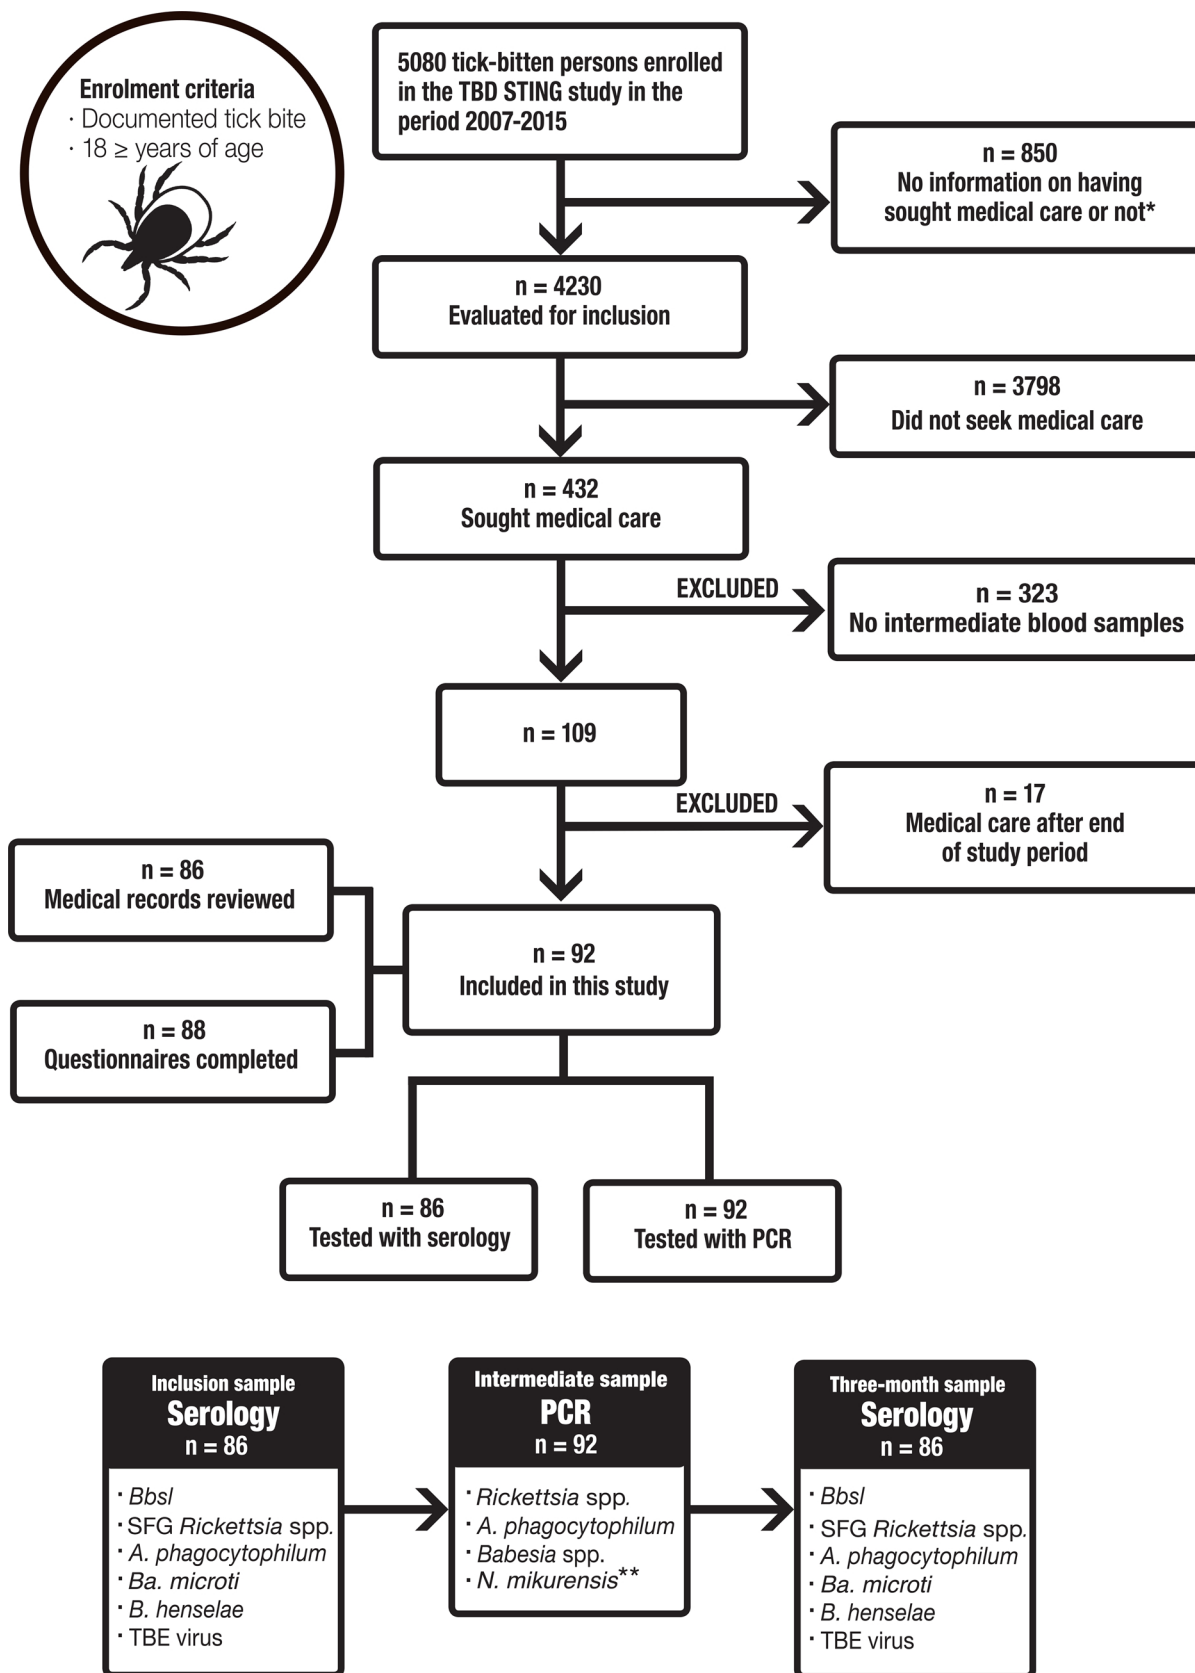 Enrolment criteria
· Documented tick bite
· 18 ≥ years of age
5080 tick-bitten persons enrolled
in the TBD STING study in the
period 2007-2015
n = 850
No information on having
sought medical care or not*
n = 4230
Evaluated for inclusion
n = 3798
Did not seek medical care
n = 432
Sought medical care
EXCLUDED
n = 323
No intermediate blood samples
n = 109
EXCLUDED
n = 17
Medical care after end
of study period
n = 86
Medical records reviewed
n = 92
Included in this study
n = 88
Questionnaires completed
n = 86
Tested with serology
n = 92
Tested with PCR
Inclusion sample
Serology
n = 86
· Bbsl
· SFG Rickettsia spp.
· A. phagocytophilum
· Ba. microti
· B. henselae
· TBE virus
Intermediate sample
PCR
n = 92
· Rickettsia spp.
· A. phagocytophilum
· Babesia spp.
· N. mikurensis**
Three-month sample
Serology
n = 86
· Bbsl
· SFG Rickettsia spp.
· A. phagocytophilum
· Ba. microti
· B. henselae
· TBE virus